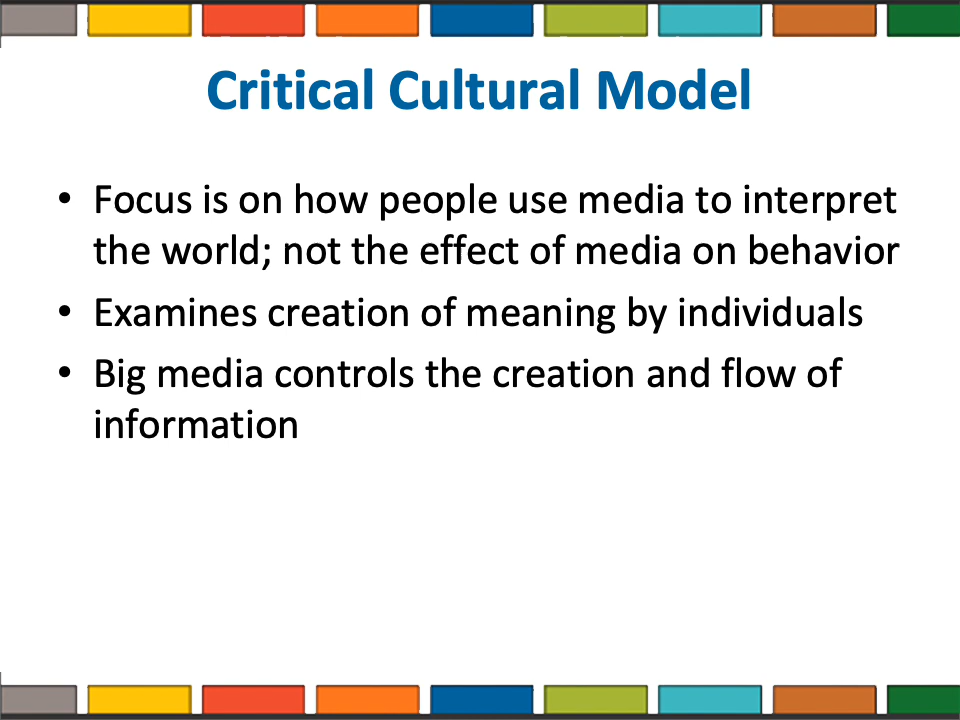 Critical Cultural Model
• Focus is on how people use media to interpret
the world; not the effect of media on behavior
• Examines creation of meaning by individuals
• Big media controls the creation and flow of
information